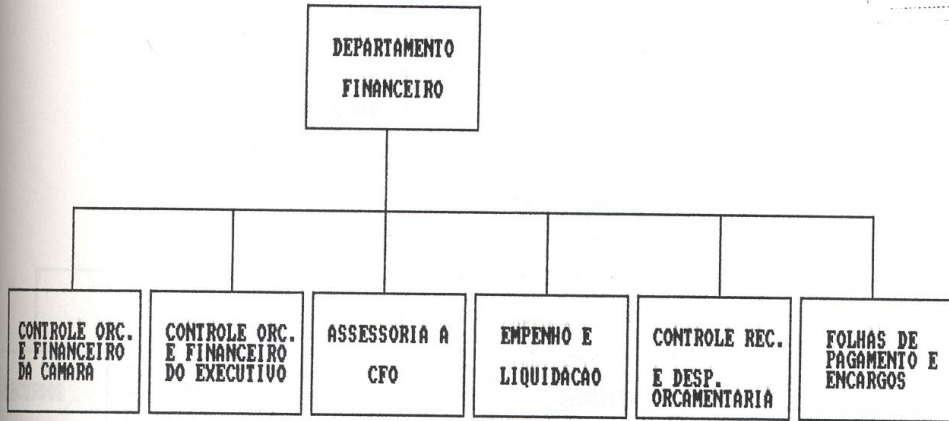 DEPARTAMENTO
FINANCEIRO
CONTROLE ORC.
E FINANCEIRO
DA CAMARA
CONTROLE ORC.
E FINANCEIRO
DO EXECUTIVO
ASSESSORIA A
CFO
EMPENHO E
LIQUIDACAO
CONTROLE REC.
E DESP.
ORCAMENTARIA
FOLHAS DE
PAGAMENTO E
ENCARGOS